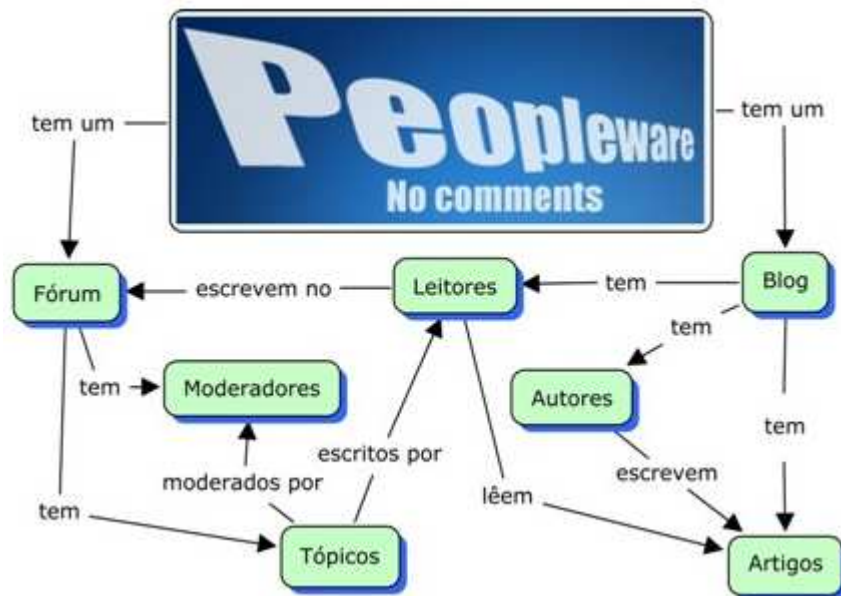 Peopleware
No comments
tem um
tem um
Fórum
escrevem no
Leitores
tem
Blog
tem
tem
Moderadores
Autores
tem
moderados por
escritos por
escrevem
lêem
tem
Tópicos
Artigos